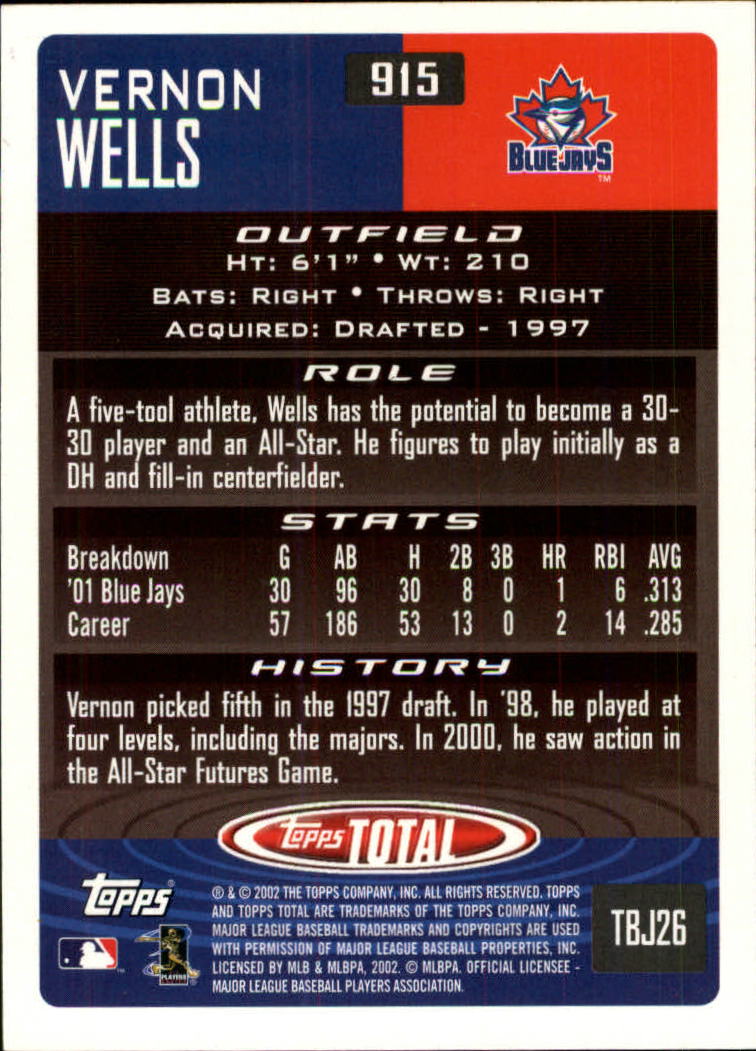 VERNON
WELLS
915
BLUEJAYS
TM
OUTFIELD
HT: 6'1" • WT: 210
BATS: RIGHT • THROWS: RIGHT
ACQUIRED: DRAFTED - 1997
ROLE
A five-tool athlete, Wells has the potential to become a 30-
30 player and an All-Star. He figures to play initially as a
DH and fill-in centerfielder.
STATS
Breakdown G AB H 2B 3B HR RBI AVG
'01 Blue Jays 30 96 30 8 0 1 6 .313
Career 57 186 53 13 0 2 14 .285
HISTORY
Vernon picked fifth in the 1997 draft. In '98, he played at
four levels, including the majors. In 2000, he saw action in
the All-Star Futures Game.
topps TOTAL
topps®
® & © 2002 THE TOPPS COMPANY, INC. ALL RIGHTS RESERVED. TOPPS
AND TOPPS TOTAL ARE TRADEMARKS OF THE TOPPS COMPANY, INC.
MAJOR LEAGUE BASEBALL TRADEMARKS AND COPYRIGHTS ARE USED
WITH PERMISSION OF MAJOR LEAGUE BASEBALL PROPERTIES, INC.
LICENSED BY MLB & MLBPA, 2002. © MLBPA. OFFICIAL LICENSEE -
MAJOR LEAGUE BASEBALL PLAYERS ASSOCIATION.
PLAYERS
TBJ26